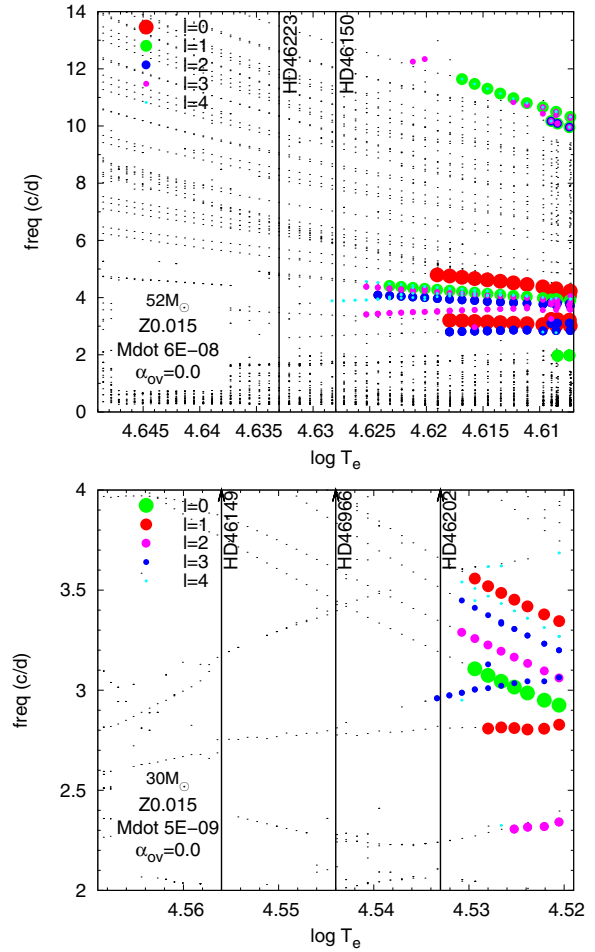 14
12
10
8
6
4
2
0
freq (c/d)
l=0
l=1
l=2
l=3
l=4
HD46223
HD46150
52M⊙
Z0.015
Mdot 6E-08
αov=0.0
4.645 4.64 4.635 4.63 4.625 4.62 4.615 4.61
log Te
4
3.5
3
2.5
2
freq (c/d)
l=0
l=1
l=2
l=3
l=4
HD46149
HD46966
HD46202
30M⊙
Z0.015
Mdot 5E-09
αov=0.0
4.56 4.55 4.54 4.53 4.52
log Te